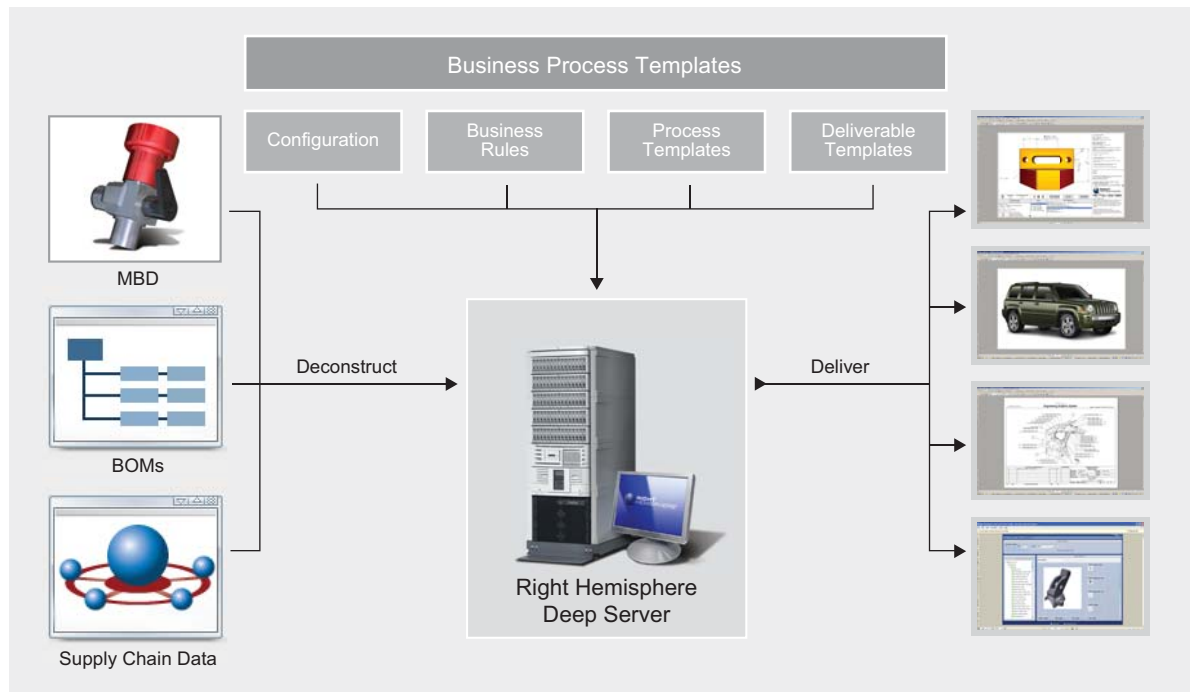 Business Process Templates
Configuration
Business
Rules
Process
Templates
Deliverable
Templates
MBD
Deconstruct
Deliver
BOMs
Right Hemisphere
Deep Server
Supply Chain Data